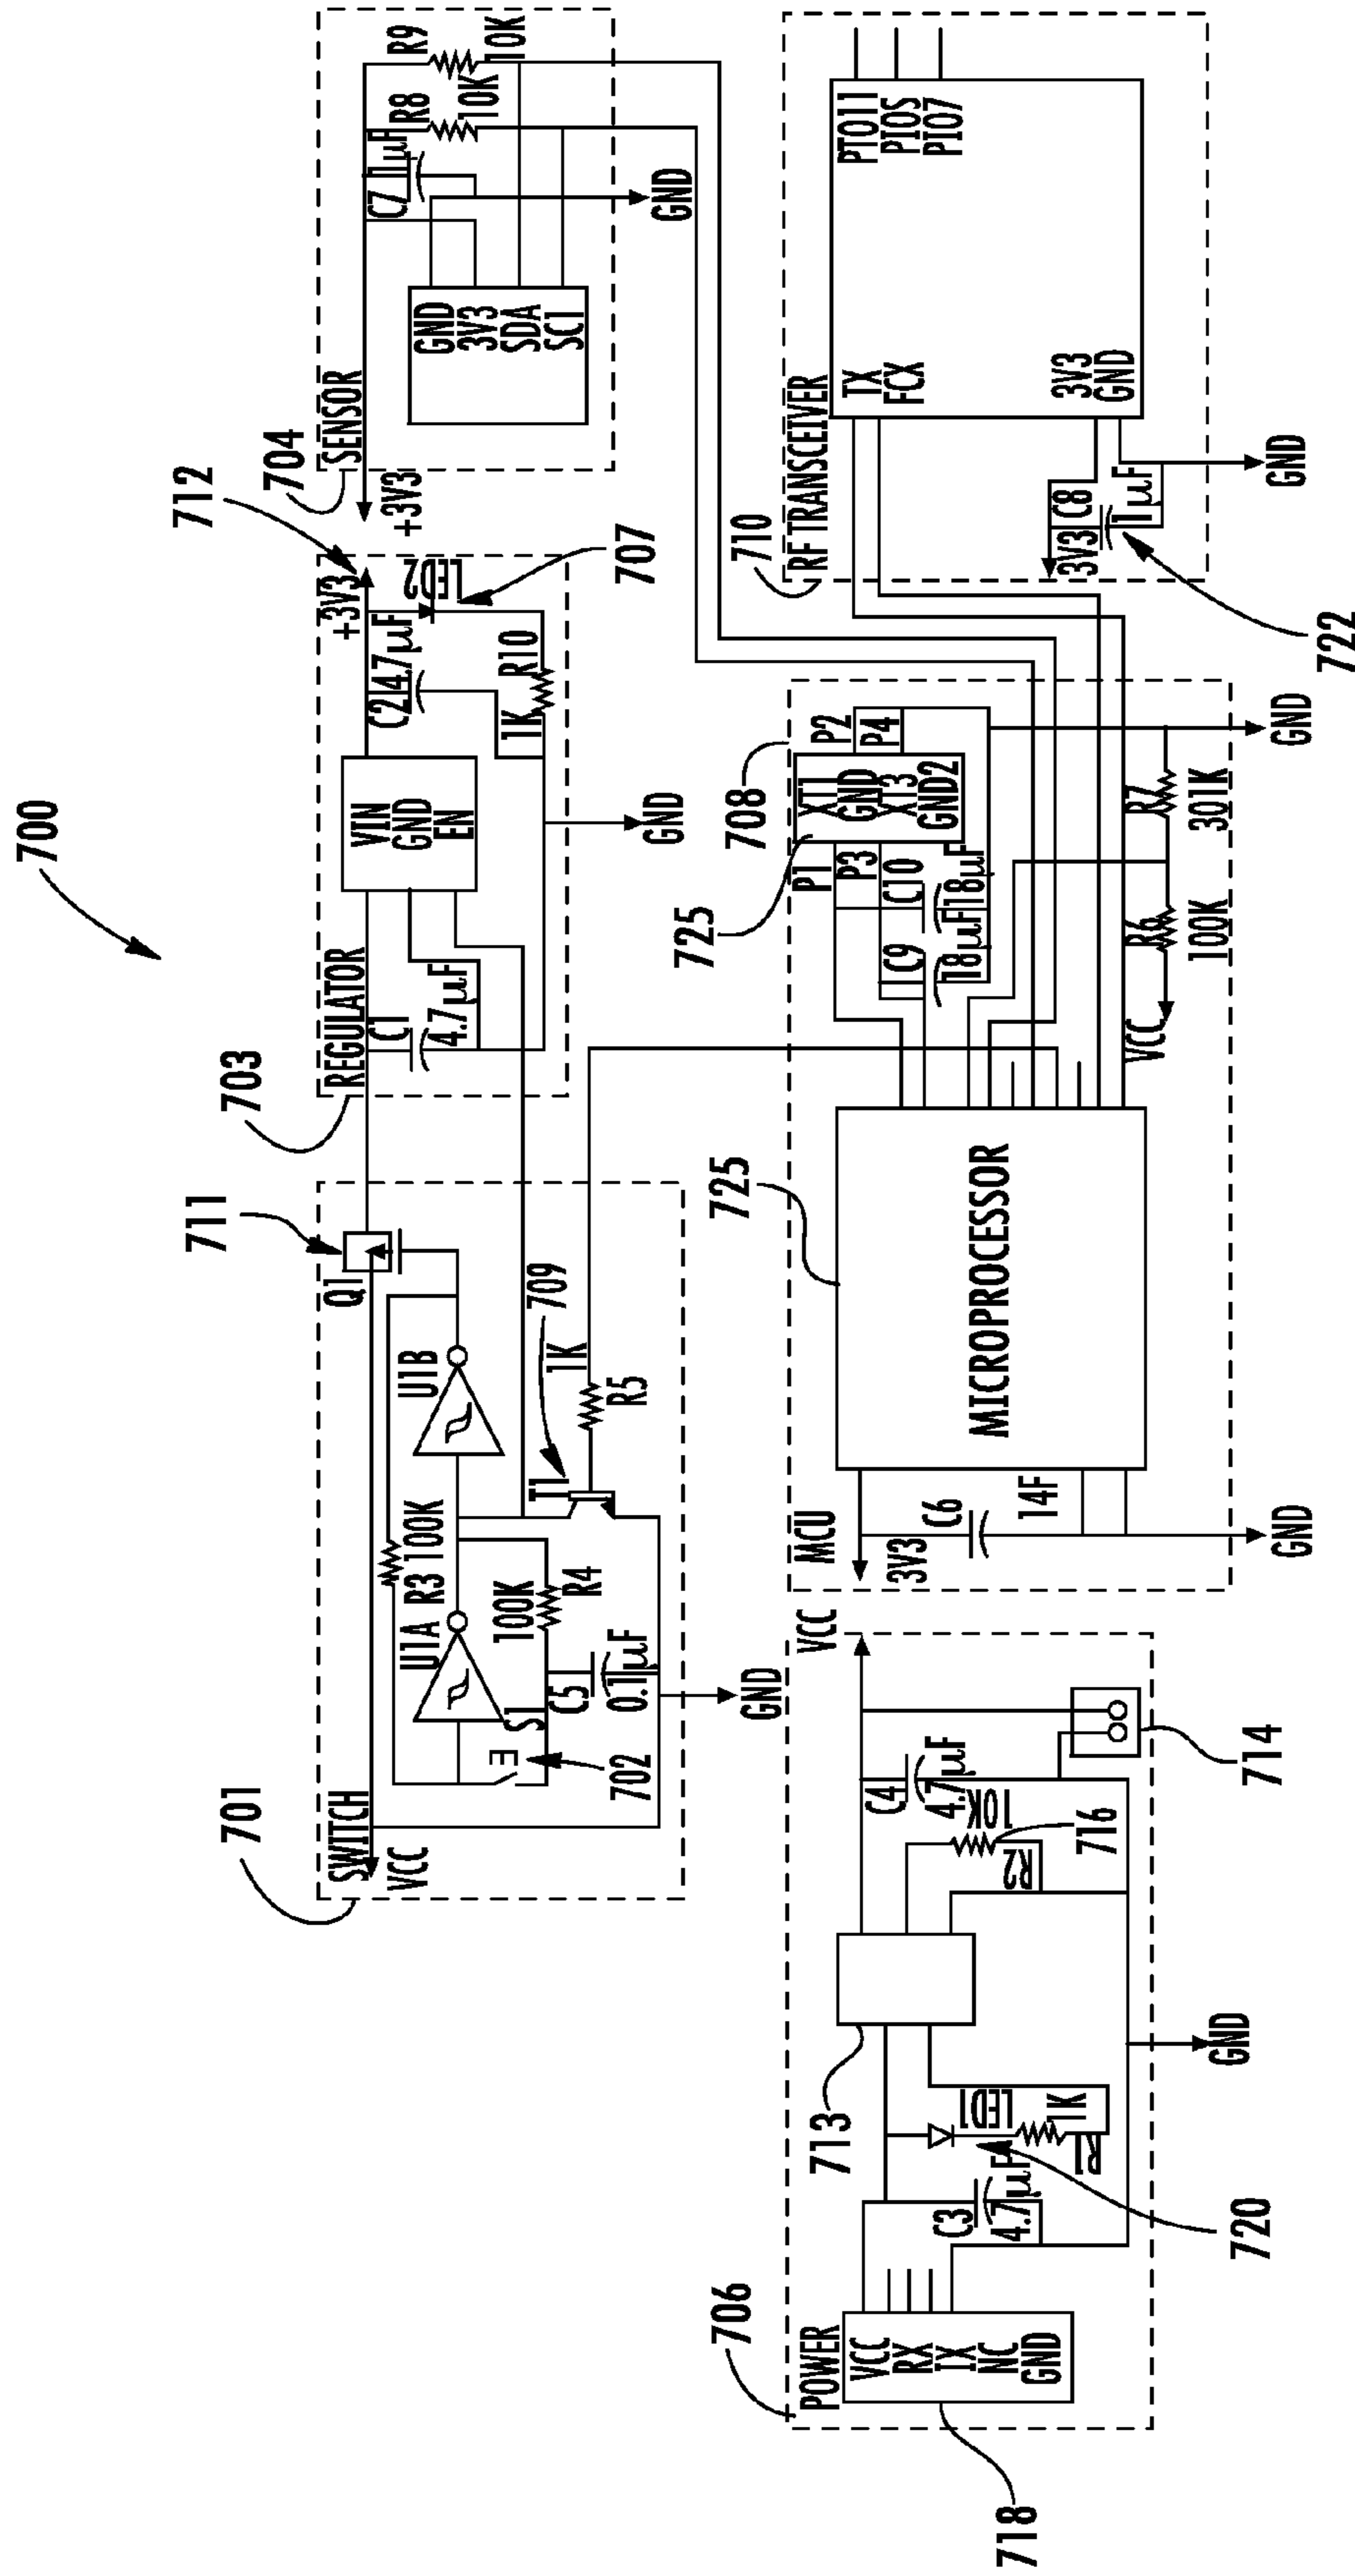 700
701
SWITCH
VCC
U1A
R3 100K
U1B
Q1
711
S1
E
702
100K
R4
C5
0.1µF
GND
T1
709
1K
R5
703
REGULATOR
C1
4.7µF
VIN
GND
EN
C2
4.7µF
+3V3
712
LED2
707
1K
R10
GND
704
SENSOR
+3V3
GND
3V3
SDA
SC1
C7
1µF
R8
10K
R9
10K
GND
706
POWER
718
VCC
RX
TX
NC
GND
C3
4.7µF
LED1
1K
R1
720
713
R2
10K
716
C4
4.7µF
VCC
714
GND
MCU
3V3
C6
14F
GND
MICROPROCESSOR
725
708
725
P1
P3
XT1
GND
XT3
GND2
P2
P4
C9
18µF
C10
18µF
VCC
R6
100K
R7
301K
GND
710
RF TRANSCEIVER
3V3
C8
1µF
722
GND
TX
FCX
3V3
GND
PTO11
PIOS
PIO7